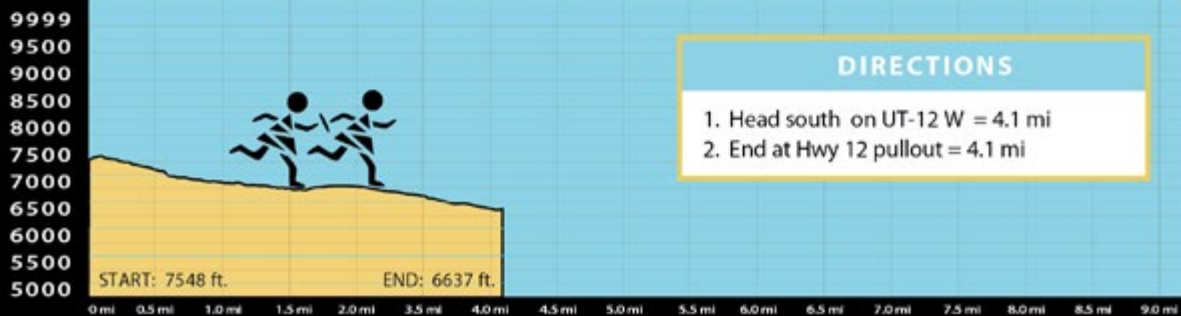 9999
9500
9000
8500
8000
7500
7000
6500
6000
5500
5000
DIRECTIONS
1. Head south on UT-12 W = 4.1 mi
2. End at Hwy 12 pullout = 4.1 mi
START: 7548 ft. END: 6637 ft.
0 mi 0.5 mi 1.0 mi 1.5 mi 2.0 mi 3.5 mi 4.0 mi 4.5 mi 5.0 mi 5.5 mi 6.0 mi 6.5 mi 7.0 mi 7.5 mi 8.0 mi 8.5 mi 9.0 mi